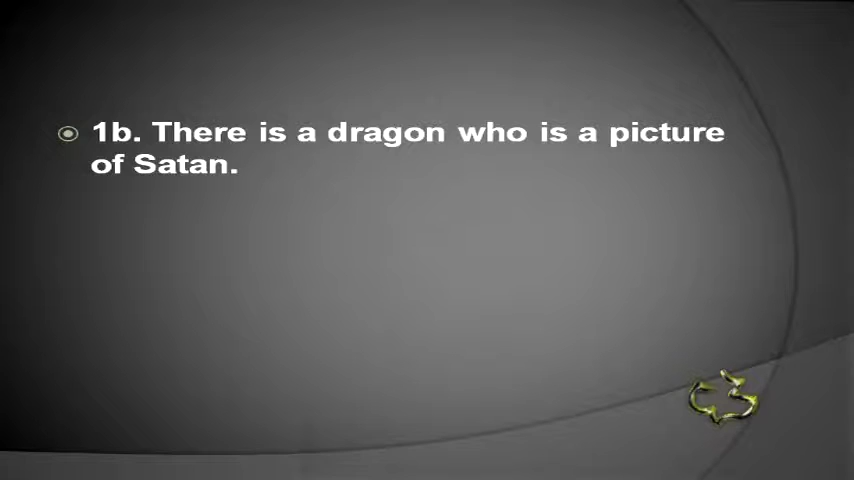 1b. There is a dragon who is a picture
of Satan.